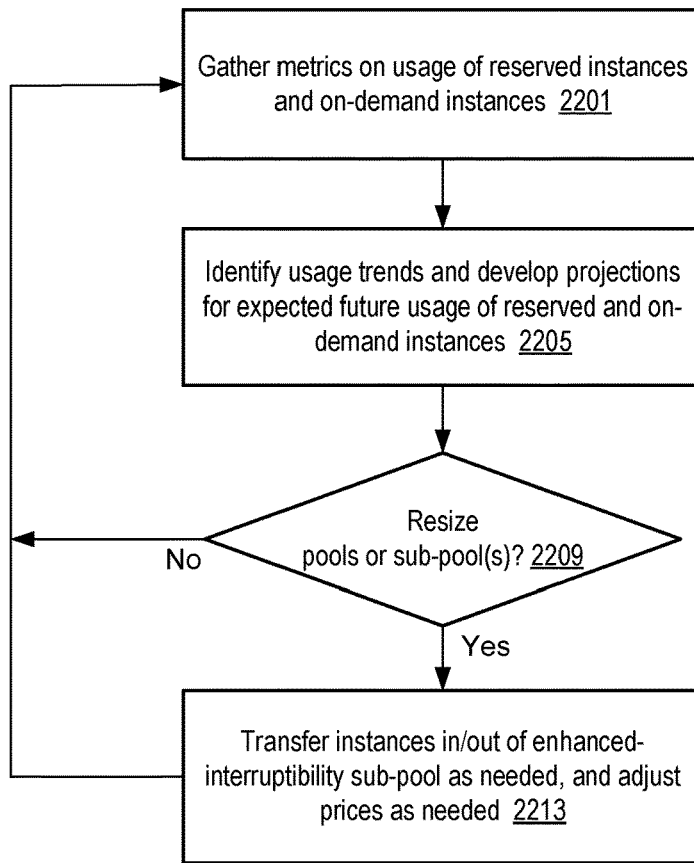 Gather metrics on usage of reserved instances
and on-demand instances 2201
Identify usage trends and develop projections
for expected future usage of reserved and on-
demand instances 2205
Resize
pools or sub-pool(s)? 2209
No
Yes
Transfer instances in/out of enhanced-
interruptibility sub-pool as needed, and adjust
prices as needed 2213